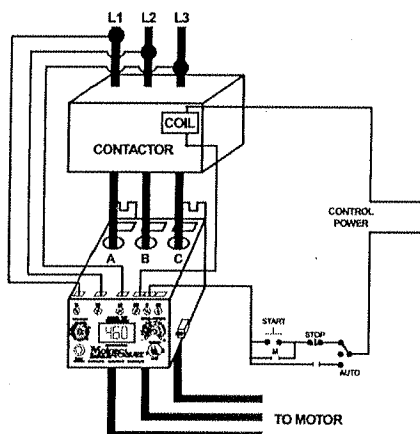 L1 L2 L3
COIL
CONTACTOR
CONTROL
POWER
A B C
460
START
STOP
M
AUTO
TO MOTOR